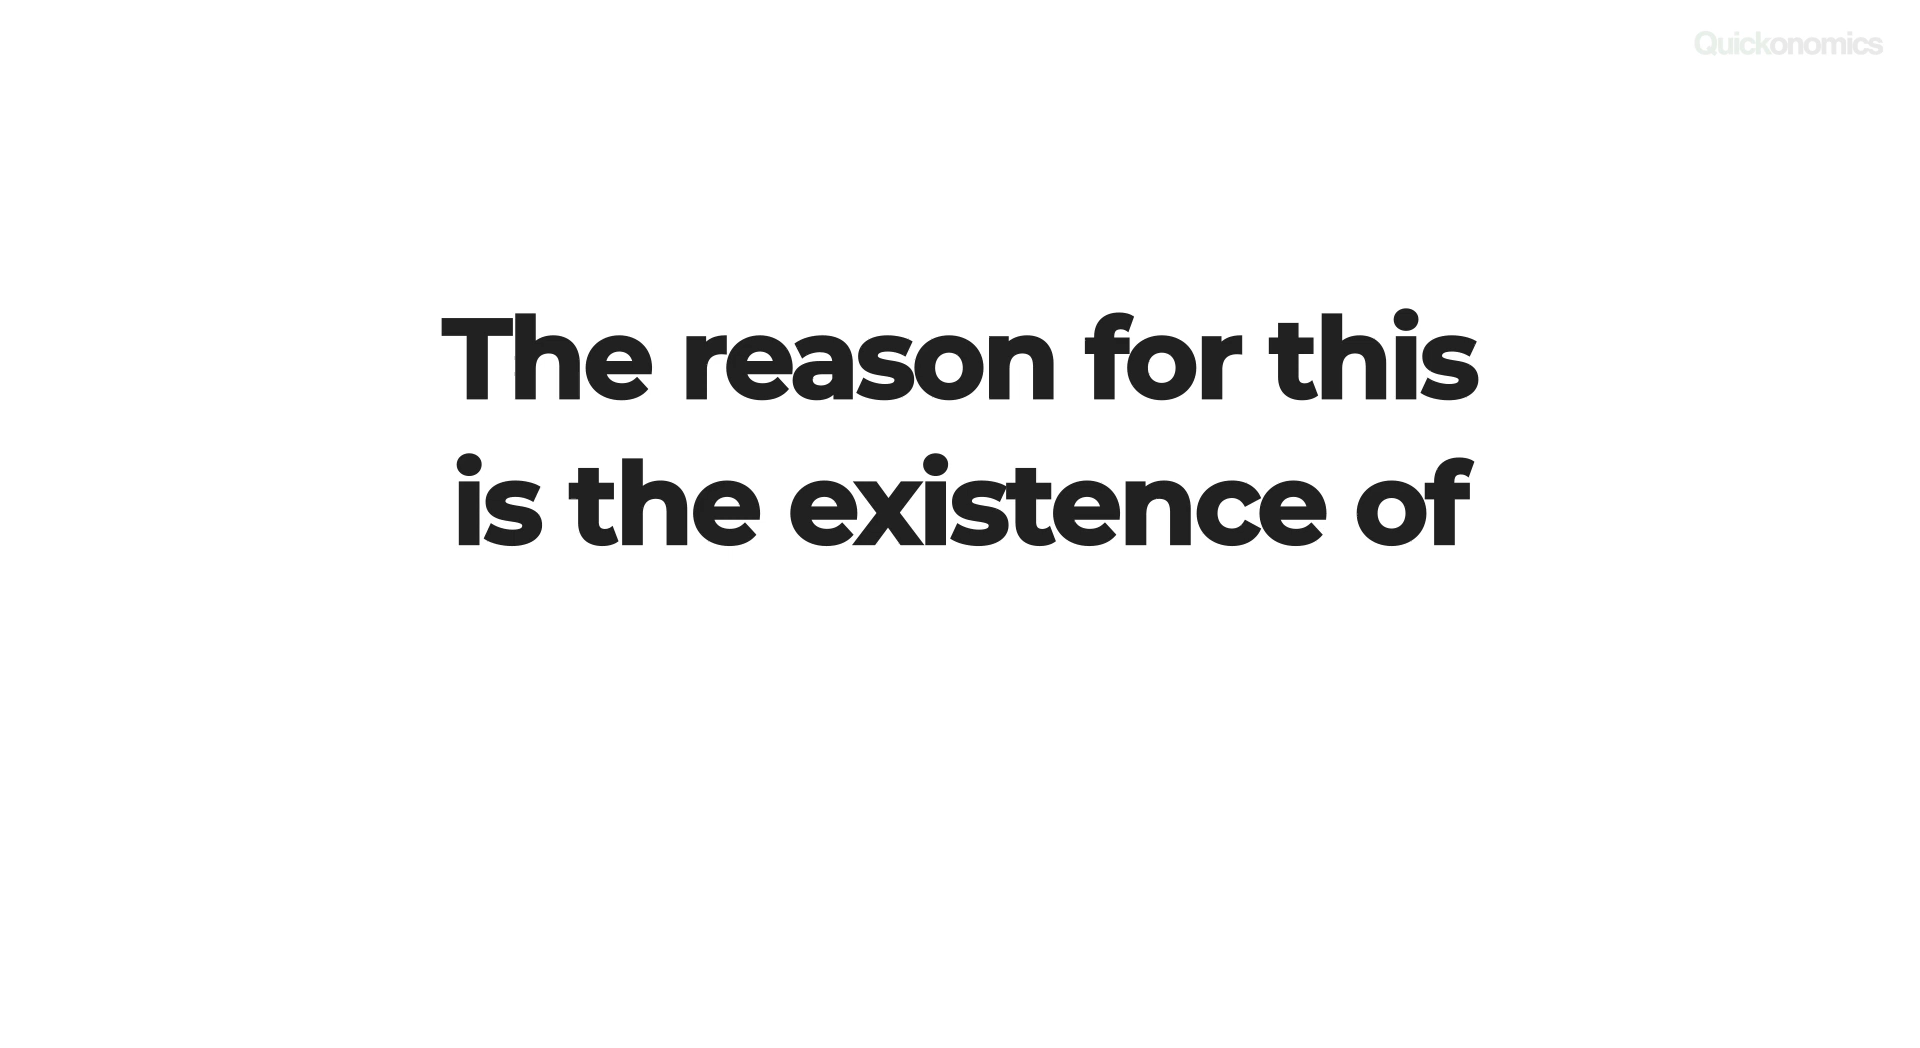 Quickonomics
The reason for this
is the existence of